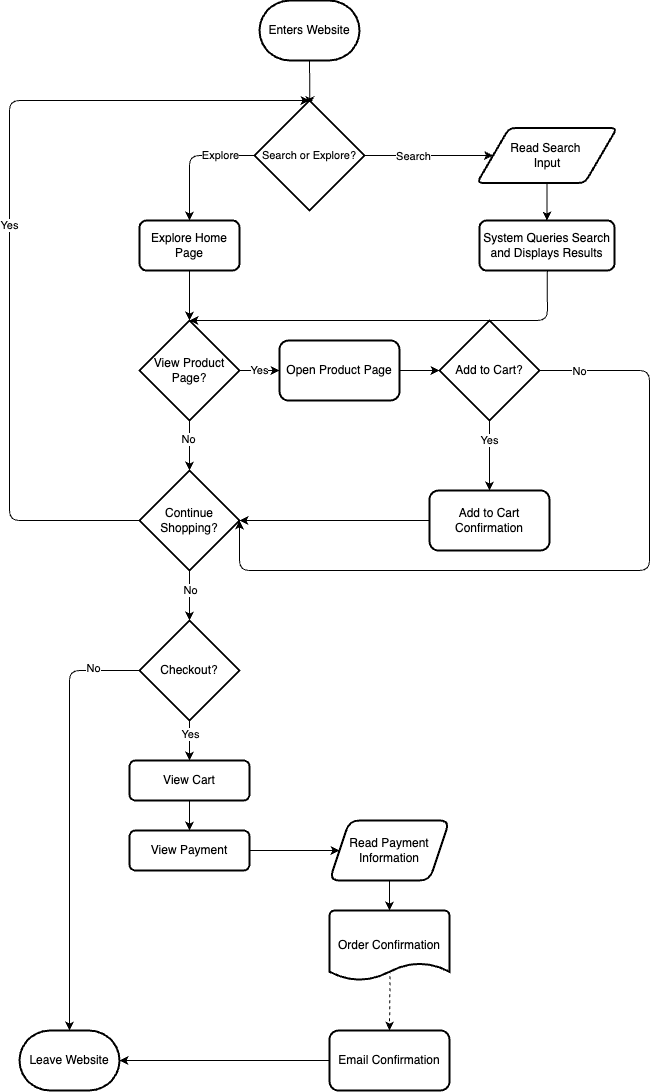 Enters Website
Search or Explore?
Explore
Search
Read Search
Input
Yes
Explore Home
Page
System Queries Search
and Displays Results
View Product
Page?
Yes
Open Product Page
Add to Cart?
No
No
Yes
Continue
Shopping?
Add to Cart
Confirmation
No
Checkout?
No
Yes
View Cart
View Payment
Read Payment
Information
Order Confirmation
Leave Website
Email Confirmation